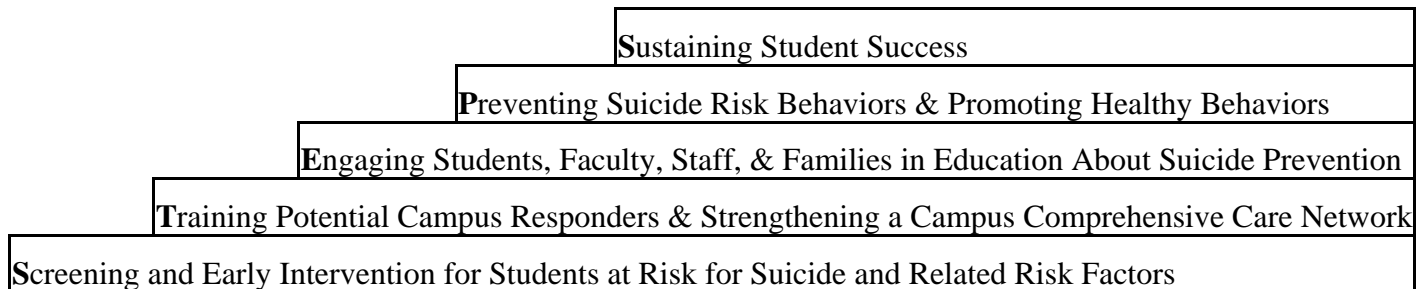 Sustaining Student Success
Preventing Suicide Risk Behaviors & Promoting Healthy Behaviors
Engaging Students, Faculty, Staff, & Families in Education About Suicide Prevention
Training Potential Campus Responders & Strengthening a Campus Comprehensive Care Network
Screening and Early Intervention for Students at Risk for Suicide and Related Risk Factors